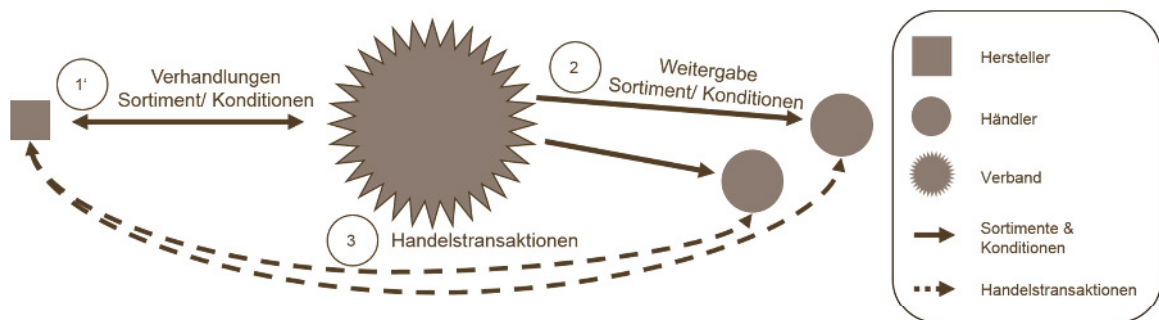 1‘
Verhandlungen
Sortiment/ Konditionen
2
Weitergabe
Sortiment/ Konditionen
3
Handelstransaktionen
Hersteller
Händler
Verband
Sortimente &
Konditionen
Handelstransaktionen